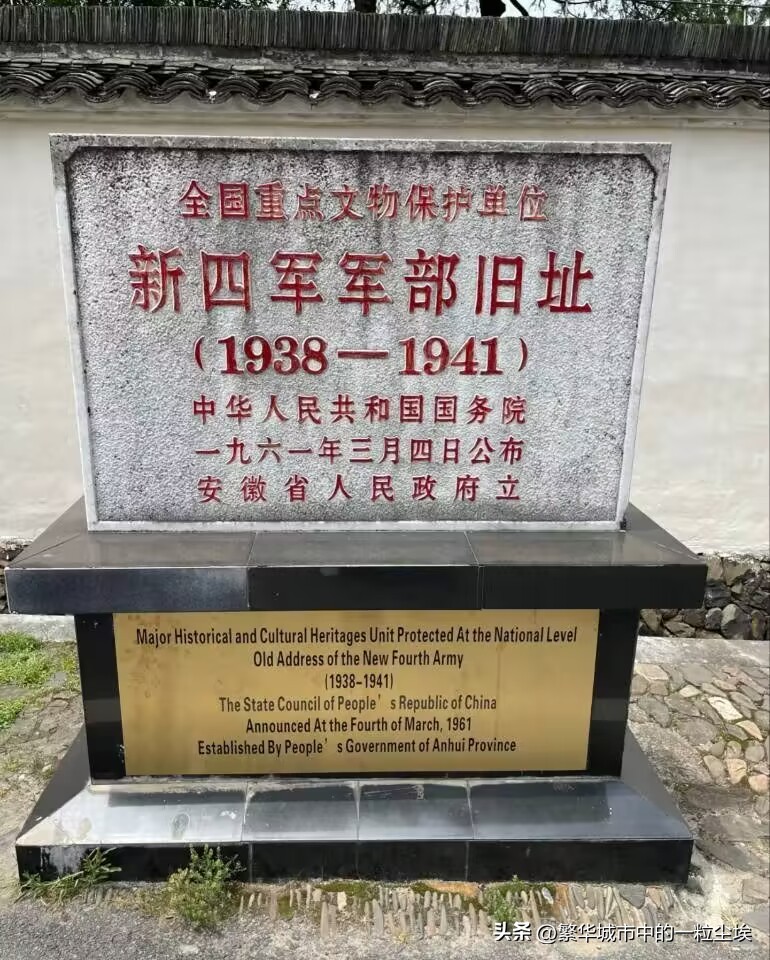 全国重点文物保护单位
新四军军部旧址
(1938—1941)
中华人民共和国国务院
一九六一年三月四日公布
安徽省人民政府立
Major Historical and Cultural Heritages Unit Protected At the National Level
Old Address of the New Fourth Army
(1938-1941)
The State Council of People's Republic of China
Announced At the Fourth of March, 1961
Established By People's Government of Anhui Province
头条 @繁华城市中的一粒尘埃